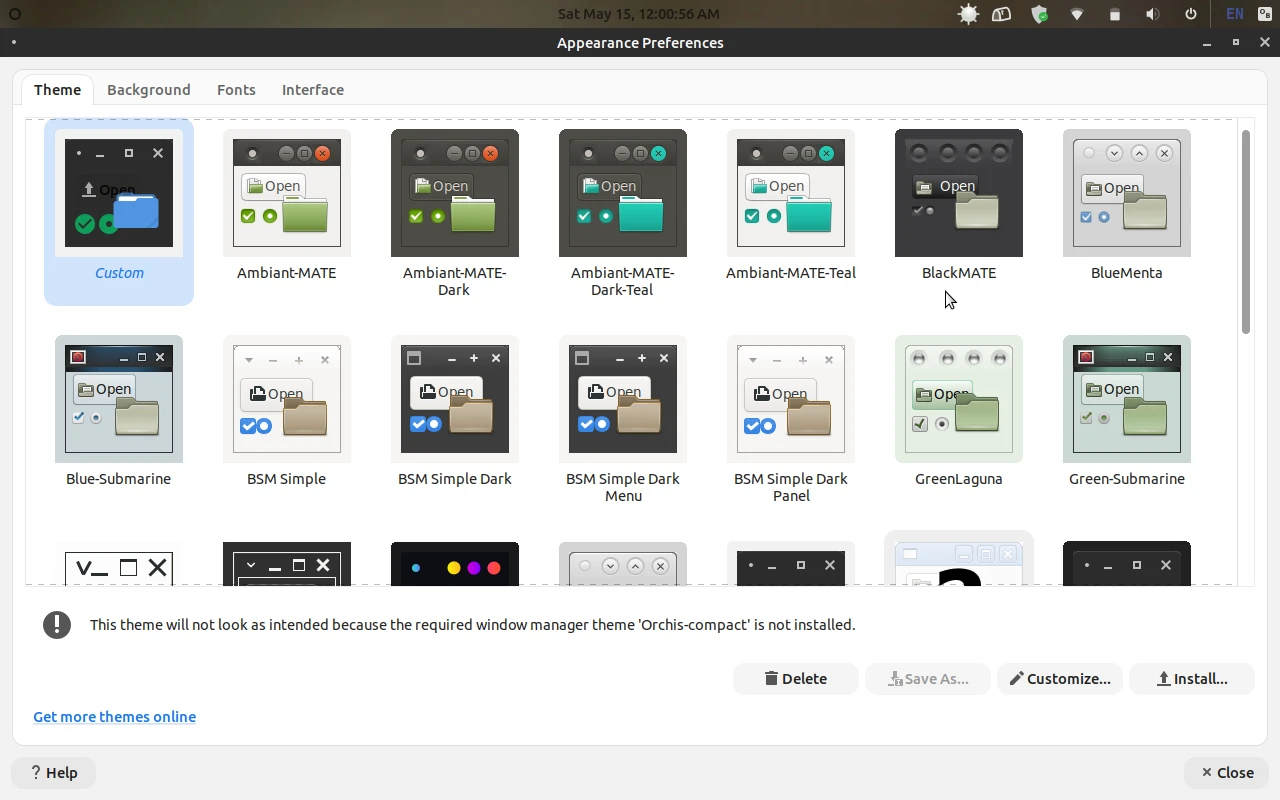 Sat May 15, 12:00:56 AM
EN
Appearance Preferences
Theme Background Fonts Interface
Open Open Open Open Open Open Open
Custom Ambiant-MATE Ambiant-MATE-Dark Ambiant-MATE-Dark-Teal Ambiant-MATE-Teal BlackMATE BlueMenta
Open Open Open Open Open Open Open
Blue-Submarine BSM Simple BSM Simple Dark BSM Simple Dark Menu BSM Simple Dark Panel GreenLaguna Green-Submarine
This theme will not look as intended because the required window manager theme 'Orchis-compact' is not installed.
Delete Save As... Customize... Install...
Get more themes online
? Help
Close